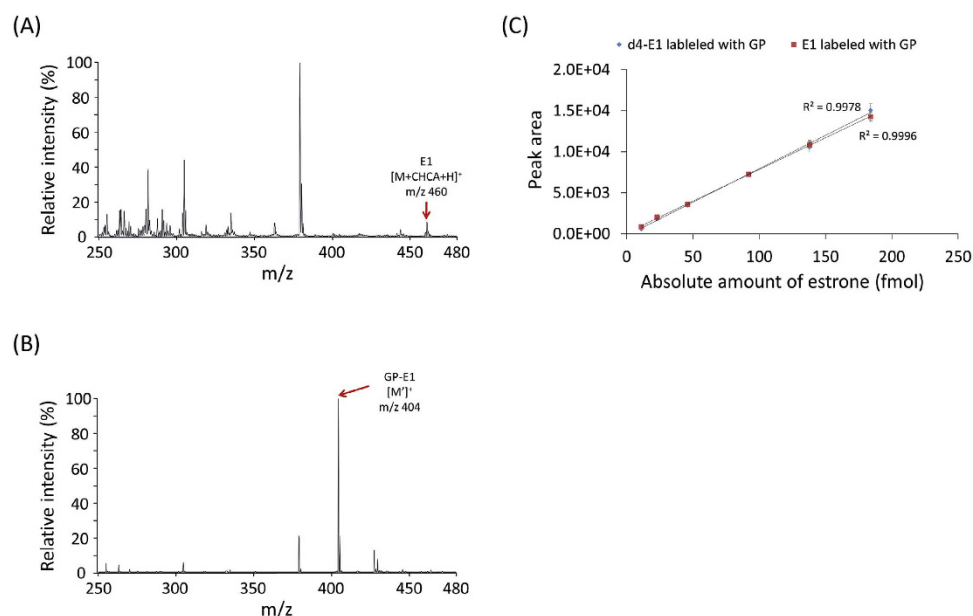 (A)
Relative intensity (%)
100
80
60
40
20
0
E1
[M+CHCA+H]⁺
m/z 460
250
300
350
400
450
480
m/z
(B)
Relative intensity (%)
100
80
60
40
20
0
GP-E1
[M']⁺
m/z 404
250
300
350
400
450
480
m/z
(C)
d4-E1 lableled with GP
E1 labeled with GP
Peak area
2.0E+04
1.5E+04
1.0E+04
5.0E+03
0.0E+00
R² = 0.9978
R² = 0.9996
0
50
100
150
200
250
Absolute amount of estrone (fmol)